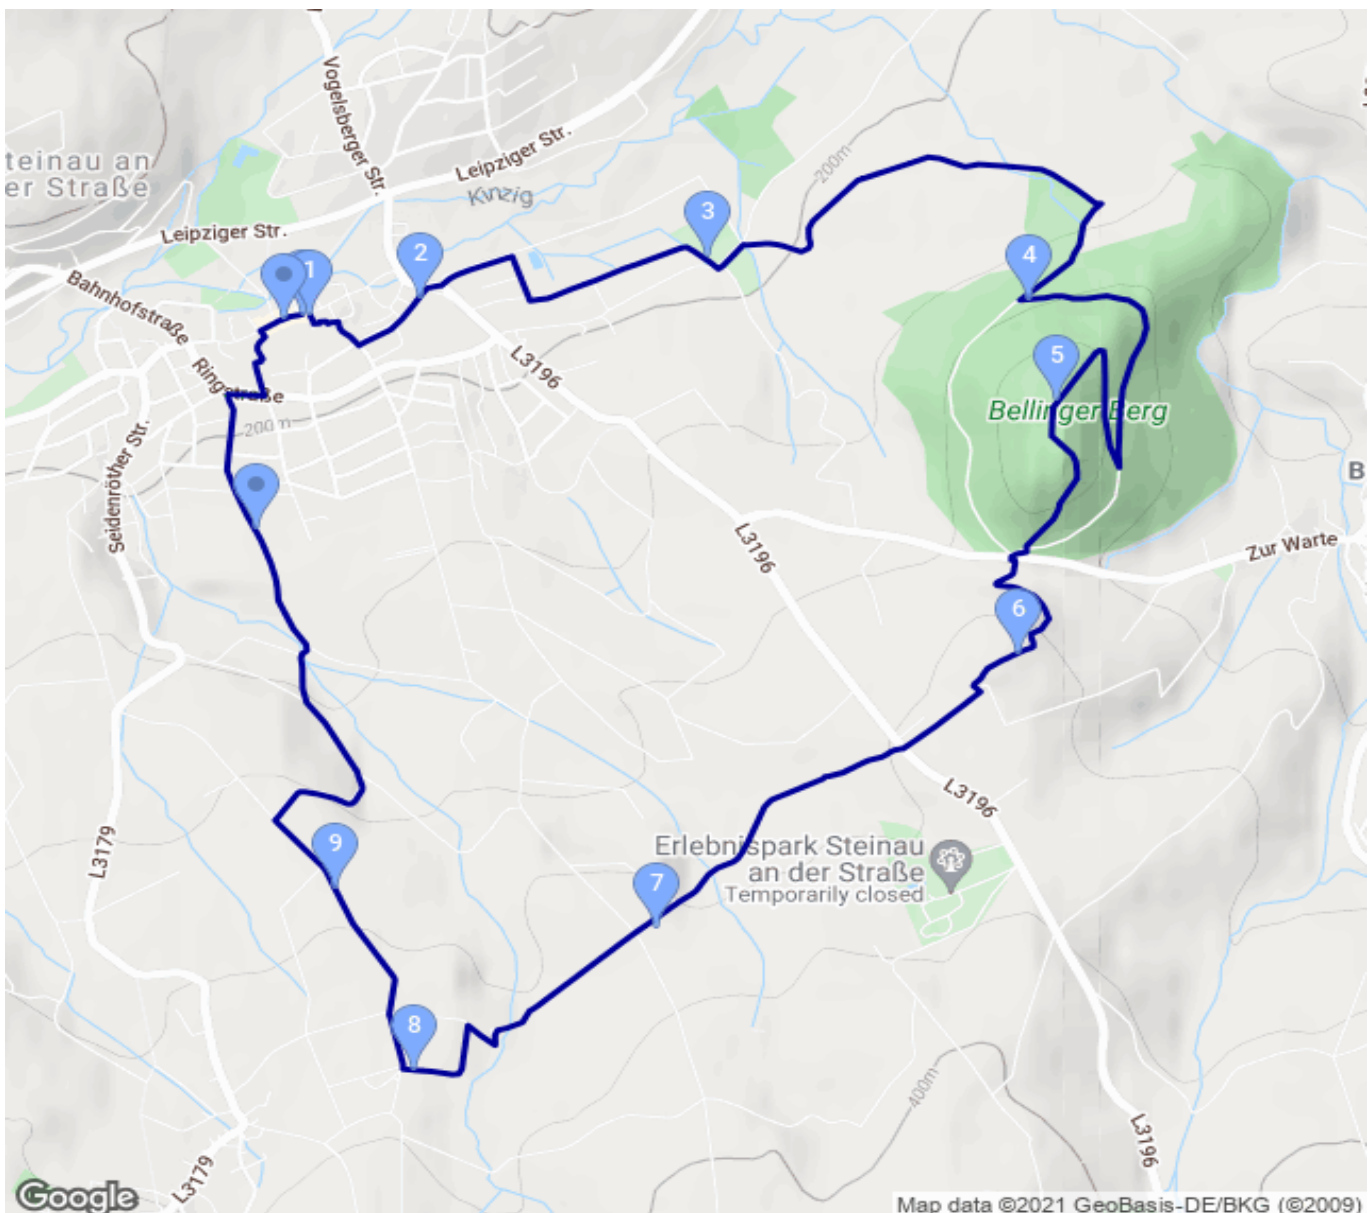 Vogelsberger Str.
Leipziger Str.
teinau an
er Straße
Kinzig
200m
Leipziger Str.
3
2
1
4
Bahnhofstraße
Ringstraße
L3196
5
Bellinger Berg
200 m
Seidenröther Str.
B
L3196
Zur Warte
6
L3196
L3179
Erlebnispark Steinau
an der Straße
Temporarily closed
9
7
8
400m
L3196
L3179
Google
Map data ©2021 GeoBasis-DE/BKG (©2009)